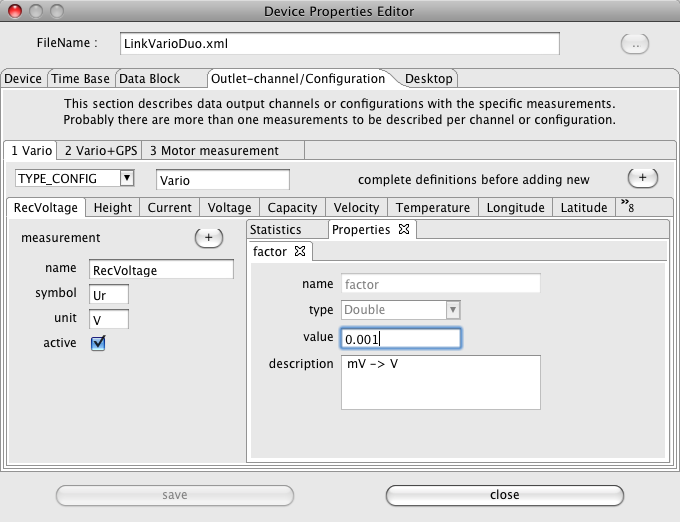 Device Properties Editor
FileName : LinkVarioDuo.xml ..
Device Time Base Data Block Outlet-channel/Configuration Desktop
This section describes data output channels or configurations with the specific measurements.
Probably there are more than one measurements to be described per channel or configuration.
1 Vario 2 Vario+GPS 3 Motor measurement
TYPE_CONFIG Vario complete definitions before adding new +
RecVoltage Height Current Voltage Capacity Velocity Temperature Longitude Latitude »8
measurement +
name RecVoltage
symbol Ur
unit V
active
Statistics Properties
factor
name factor
type Double
value 0.001
description mV -> V
save close